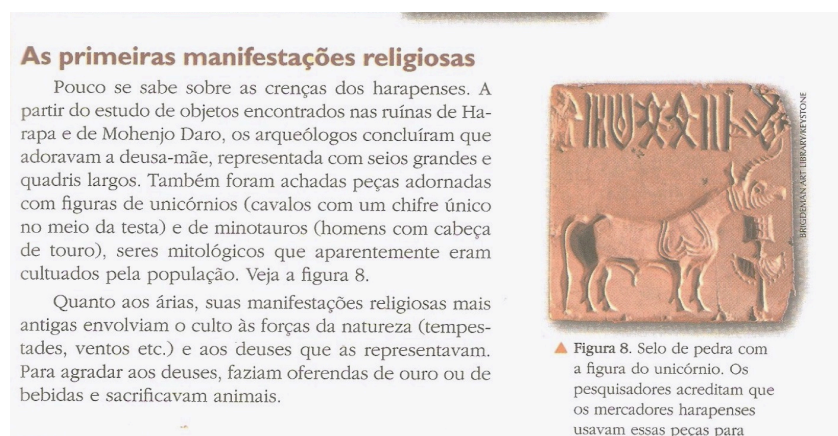 As primeiras manifestações religiosas
Pouco se sabe sobre as crenças dos harapenses. A
partir do estudo de objetos encontrados nas ruínas de Ha-
rapa e de Mohenjo Daro, os arqueólogos concluíram que
adoravam a deusa-mãe, representada com seios grandes e
quadris largos. Também foram achadas peças adornadas
com figuras de unicórnios (cavalos com um chifre único
no meio da testa) e de minotauros (homens com cabeça
de touro), seres mitológicos que aparentemente eram
cultuados pela população. Veja a figura 8.
Quanto aos árias, suas manifestações religiosas mais
antigas envolviam o culto às forças da natureza (tempes-
tades, ventos etc.) e aos deuses que as representavam.
Para agradar aos deuses, faziam oferendas de ouro ou de
bebidas e sacrificavam animais.
BRIGDEMAN ART LIBRARY/KEYSTONE
Figura 8. Selo de pedra com
a figura do unicórnio. Os
pesquisadores acreditam que
os mercadores harapenses
usavam essas peças para